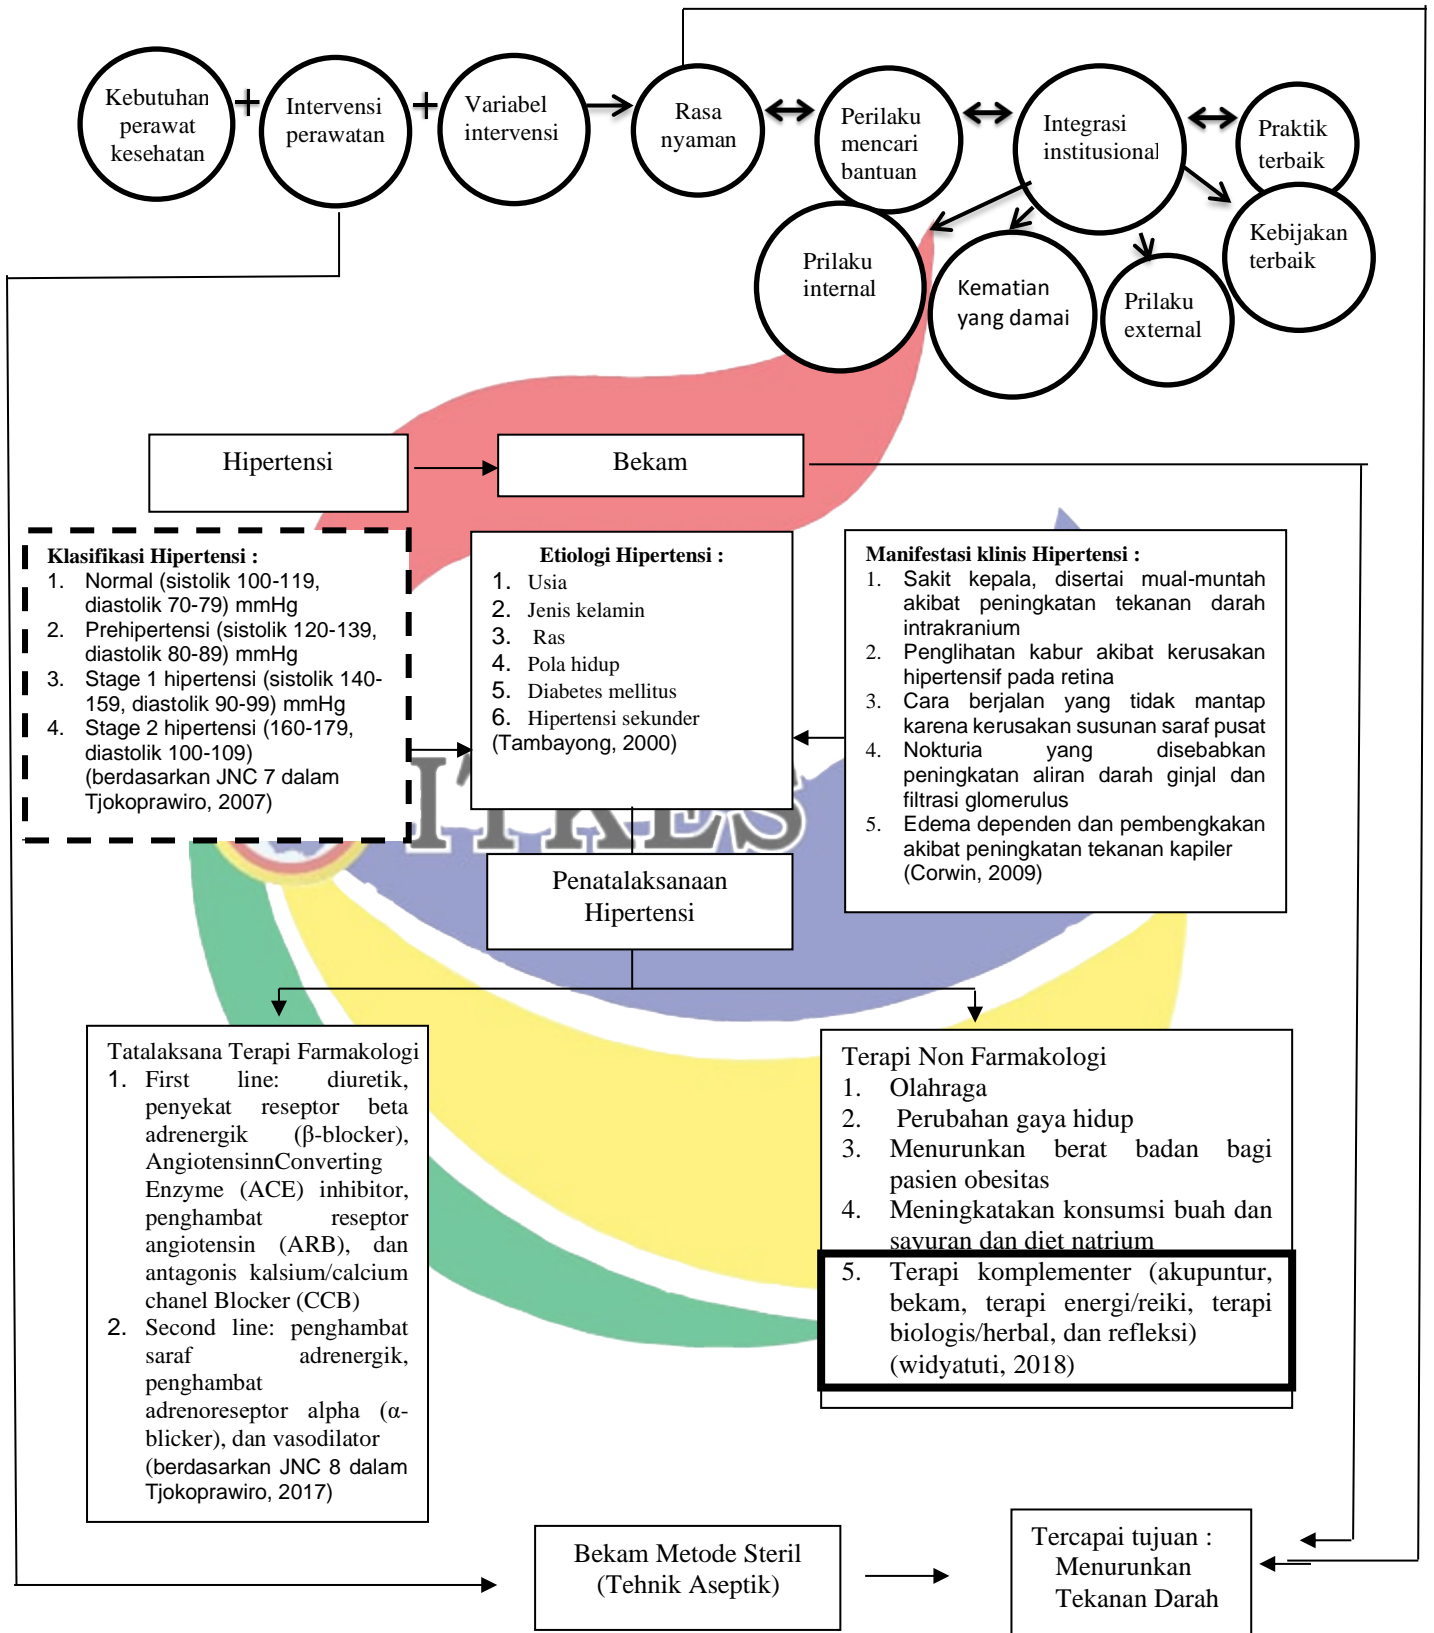 Kebutuhan
perawat
kesehatan
+
Intervensi
perawatan
+
Variabel
intervensi
Rasa
nyaman
Perilaku
mencari
bantuan
Integrasi
institusional
Praktik
terbaik
Kebijakan
terbaik
Prilaku
internal
Kematian
yang damai
Prilaku
external
Hipertensi
Bekam
Klasifikasi Hipertensi :
1. Normal (sistolik 100-119,
diastolik 70-79) mmHg
2. Prehipertensi (sistolik 120-139,
diastolik 80-89) mmHg
3. Stage 1 hipertensi (sistolik 140-
159, diastolik 90-99) mmHg
4. Stage 2 hipertensi (160-179,
diastolik 100-109)
(berdasarkan JNC 7 dalam
Tjokoprawiro, 2007)
Etiologi Hipertensi :
1. Usia
2. Jenis kelamin
3. Ras
4. Pola hidup
5. Diabetes mellitus
6. Hipertensi sekunder
(Tambayong, 2000)
Manifestasi klinis Hipertensi :
1. Sakit kepala, disertai mual-muntah
akibat peningkatan tekanan darah
intrakranium
2. Penglihatan kabur akibat kerusakan
hipertensif pada retina
3. Cara berjalan yang tidak mantap
karena kerusakan susunan saraf pusat
4. Nokturia yang disebabkan
peningkatan aliran darah ginjal dan
filtrasi glomerulus
5. Edema dependen dan pembengkakan
akibat peningkatan tekanan kapiler
(Corwin, 2009)
ITKES
Penatalaksanaan
Hipertensi
Tatalaksana Terapi Farmakologi
1. First line: diuretik,
penyekat reseptor beta
adrenergik (β-blocker),
AngiotensinnConverting
Enzyme (ACE) inhibitor,
penghambat reseptor
angiotensin (ARB), dan
antagonis kalsium/calcium
chanel Blocker (CCB)
2. Second line: penghambat
saraf adrenergik,
penghambat
adrenoreseptor alpha (α-
blicker), dan vasodilator
(berdasarkan JNC 8 dalam
Tjokoprawiro, 2017)
Terapi Non Farmakologi
1. Olahraga
2. Perubahan gaya hidup
3. Menurunkan berat badan bagi
pasien obesitas
4. Meningkatakan konsumsi buah dan
sayuran dan diet natrium
5. Terapi komplementer (akupuntur,
bekam, terapi energi/reiki, terapi
biologis/herbal, dan refleksi)
(widyatuti, 2018)
Bekam Metode Steril
(Tehnik Aseptik)
Tercapai tujuan :
Menurunkan
Tekanan Darah